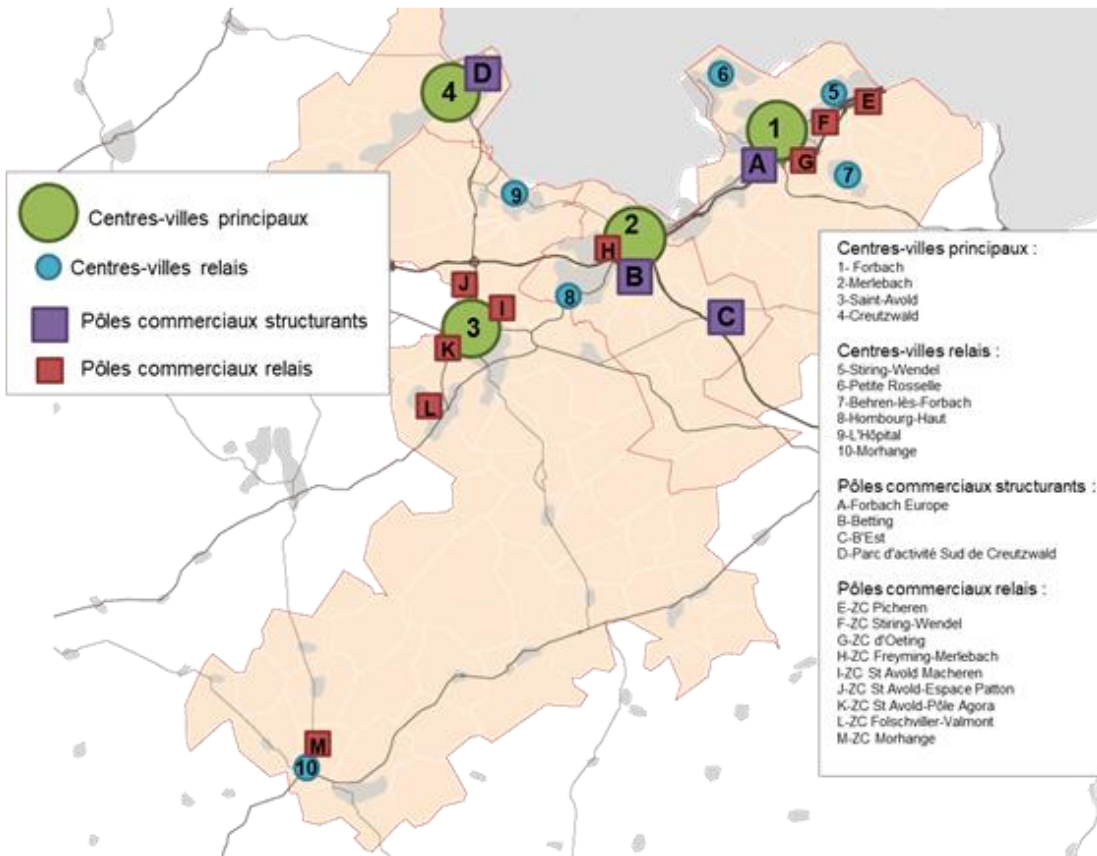 D
6
4
5
E
1
F
A
G
7
9
2
H
B
J
8
I
C
3
K
L
M
10
Centres-villes principaux
Centres-villes relais
Pôles commerciaux structurants
Pôles commerciaux relais
Centres-villes principaux :
1- Forbach
2-Merlebach
3-Saint-Avold
4-Creutzwald
Centres-villes relais :
5-Stiring-Wendel
6-Petite Rosselle
7-Behren-lès-Forbach
8-Hombourg-Haut
9-L'Hôpital
10-Morhange
Pôles commerciaux structurants :
A-Forbach Europe
B-Betting
C-B'Est
D-Parc d'activité Sud de Creutzwald
Pôles commerciaux relais :
E-ZC Picheren
F-ZC Stiring-Wendel
G-ZC d'Oeting
H-ZC Freyming-Merlebach
I-ZC St Avold Macheren
J-ZC St Avold-Espace Patton
K-ZC St Avold-Pôle Agora
L-ZC Folschviller-Valmont
M-ZC Morhange